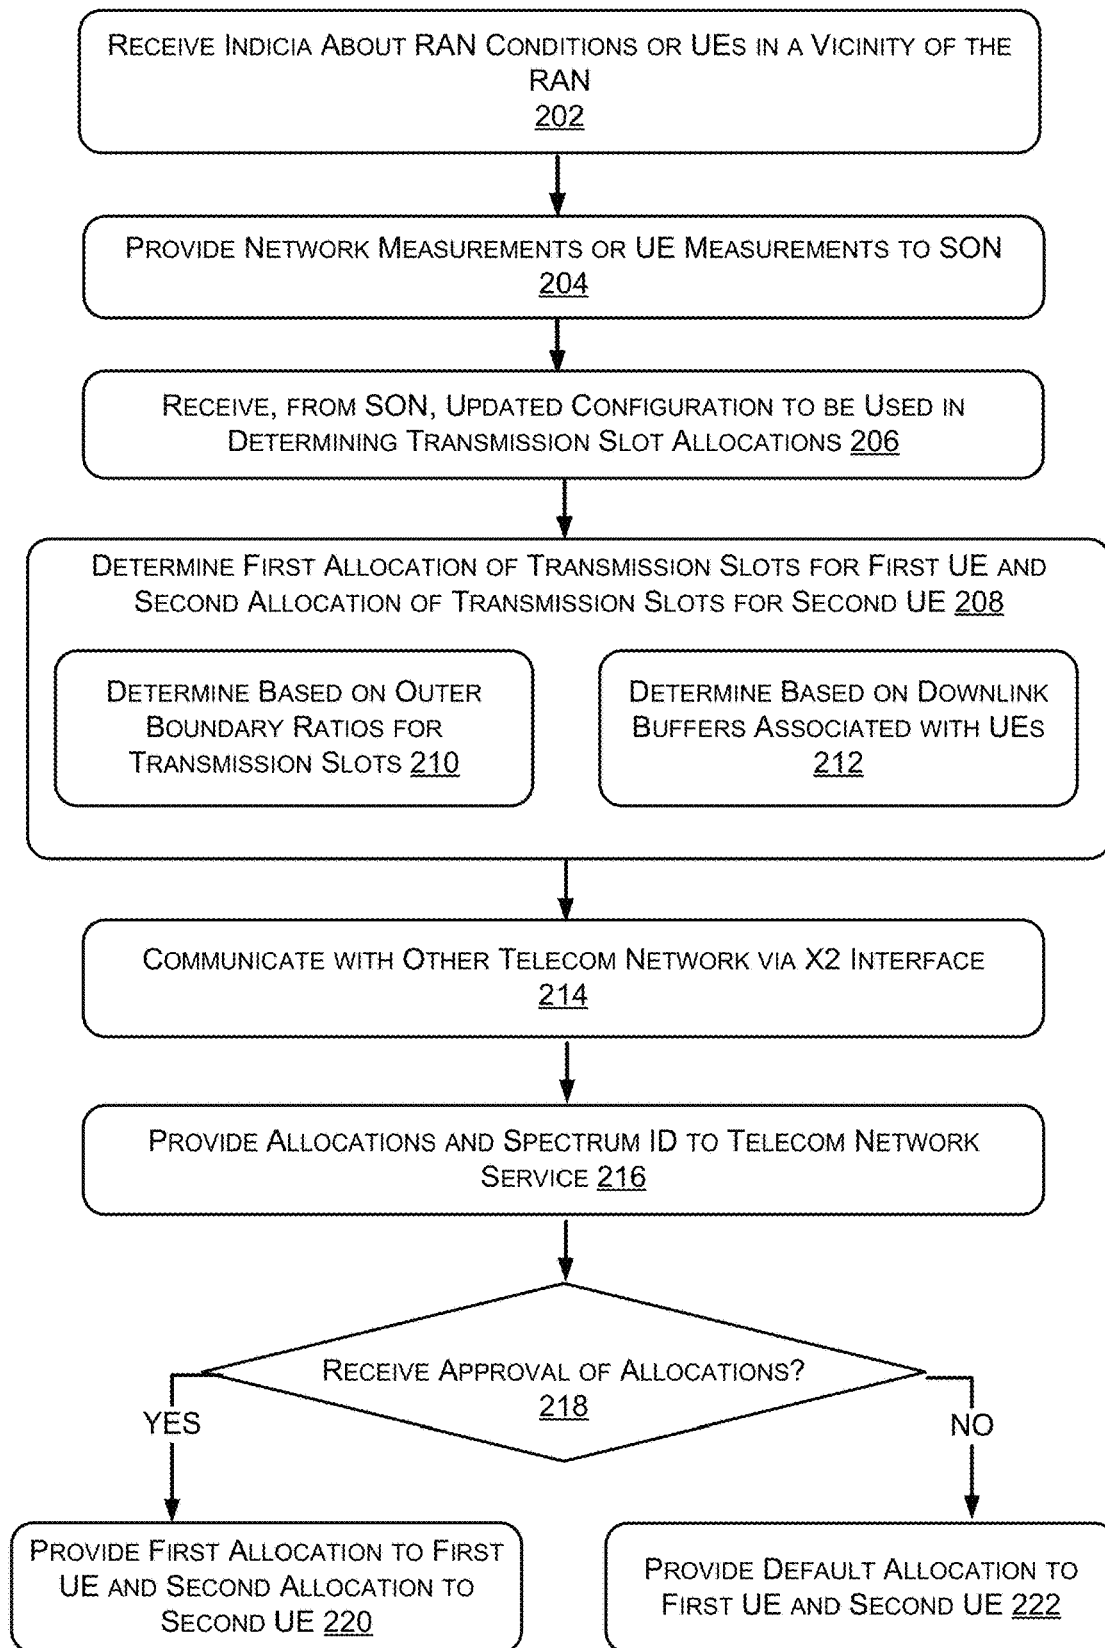 RECEIVE INDICIA ABOUT RAN CONDITIONS OR UES IN A VICINITY OF THE
RAN
202
PROVIDE NETWORK MEASUREMENTS OR UE MEASUREMENTS TO SON
204
RECEIVE, FROM SON, UPDATED CONFIGURATION TO BE USED IN
DETERMINING TRANSMISSION SLOT ALLOCATIONS 206
DETERMINE FIRST ALLOCATION OF TRANSMISSION SLOTS FOR FIRST UE AND
SECOND ALLOCATION OF TRANSMISSION SLOTS FOR SECOND UE 208
DETERMINE BASED ON OUTER
BOUNDARY RATIOS FOR
TRANSMISSION SLOTS 210
DETERMINE BASED ON DOWNLINK
BUFFERS ASSOCIATED WITH UES
212
COMMUNICATE WITH OTHER TELECOM NETWORK VIA X2 INTERFACE
214
PROVIDE ALLOCATIONS AND SPECTRUM ID TO TELECOM NETWORK
SERVICE 216
RECEIVE APPROVAL OF ALLOCATIONS?
218
YES
NO
PROVIDE FIRST ALLOCATION TO FIRST
UE AND SECOND ALLOCATION TO
SECOND UE 220
PROVIDE DEFAULT ALLOCATION TO
FIRST UE AND SECOND UE 222